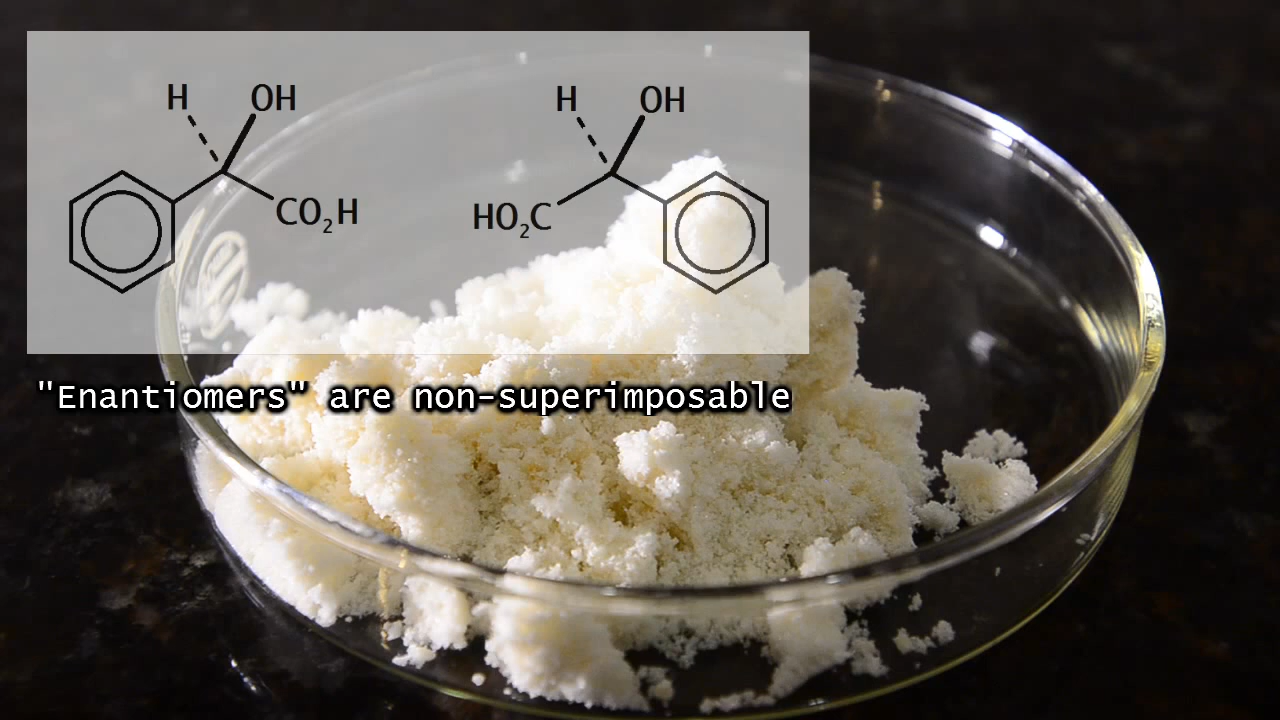 H OH H OH
CO₂H HO₂C
"Enantiomers" are non-superimposable